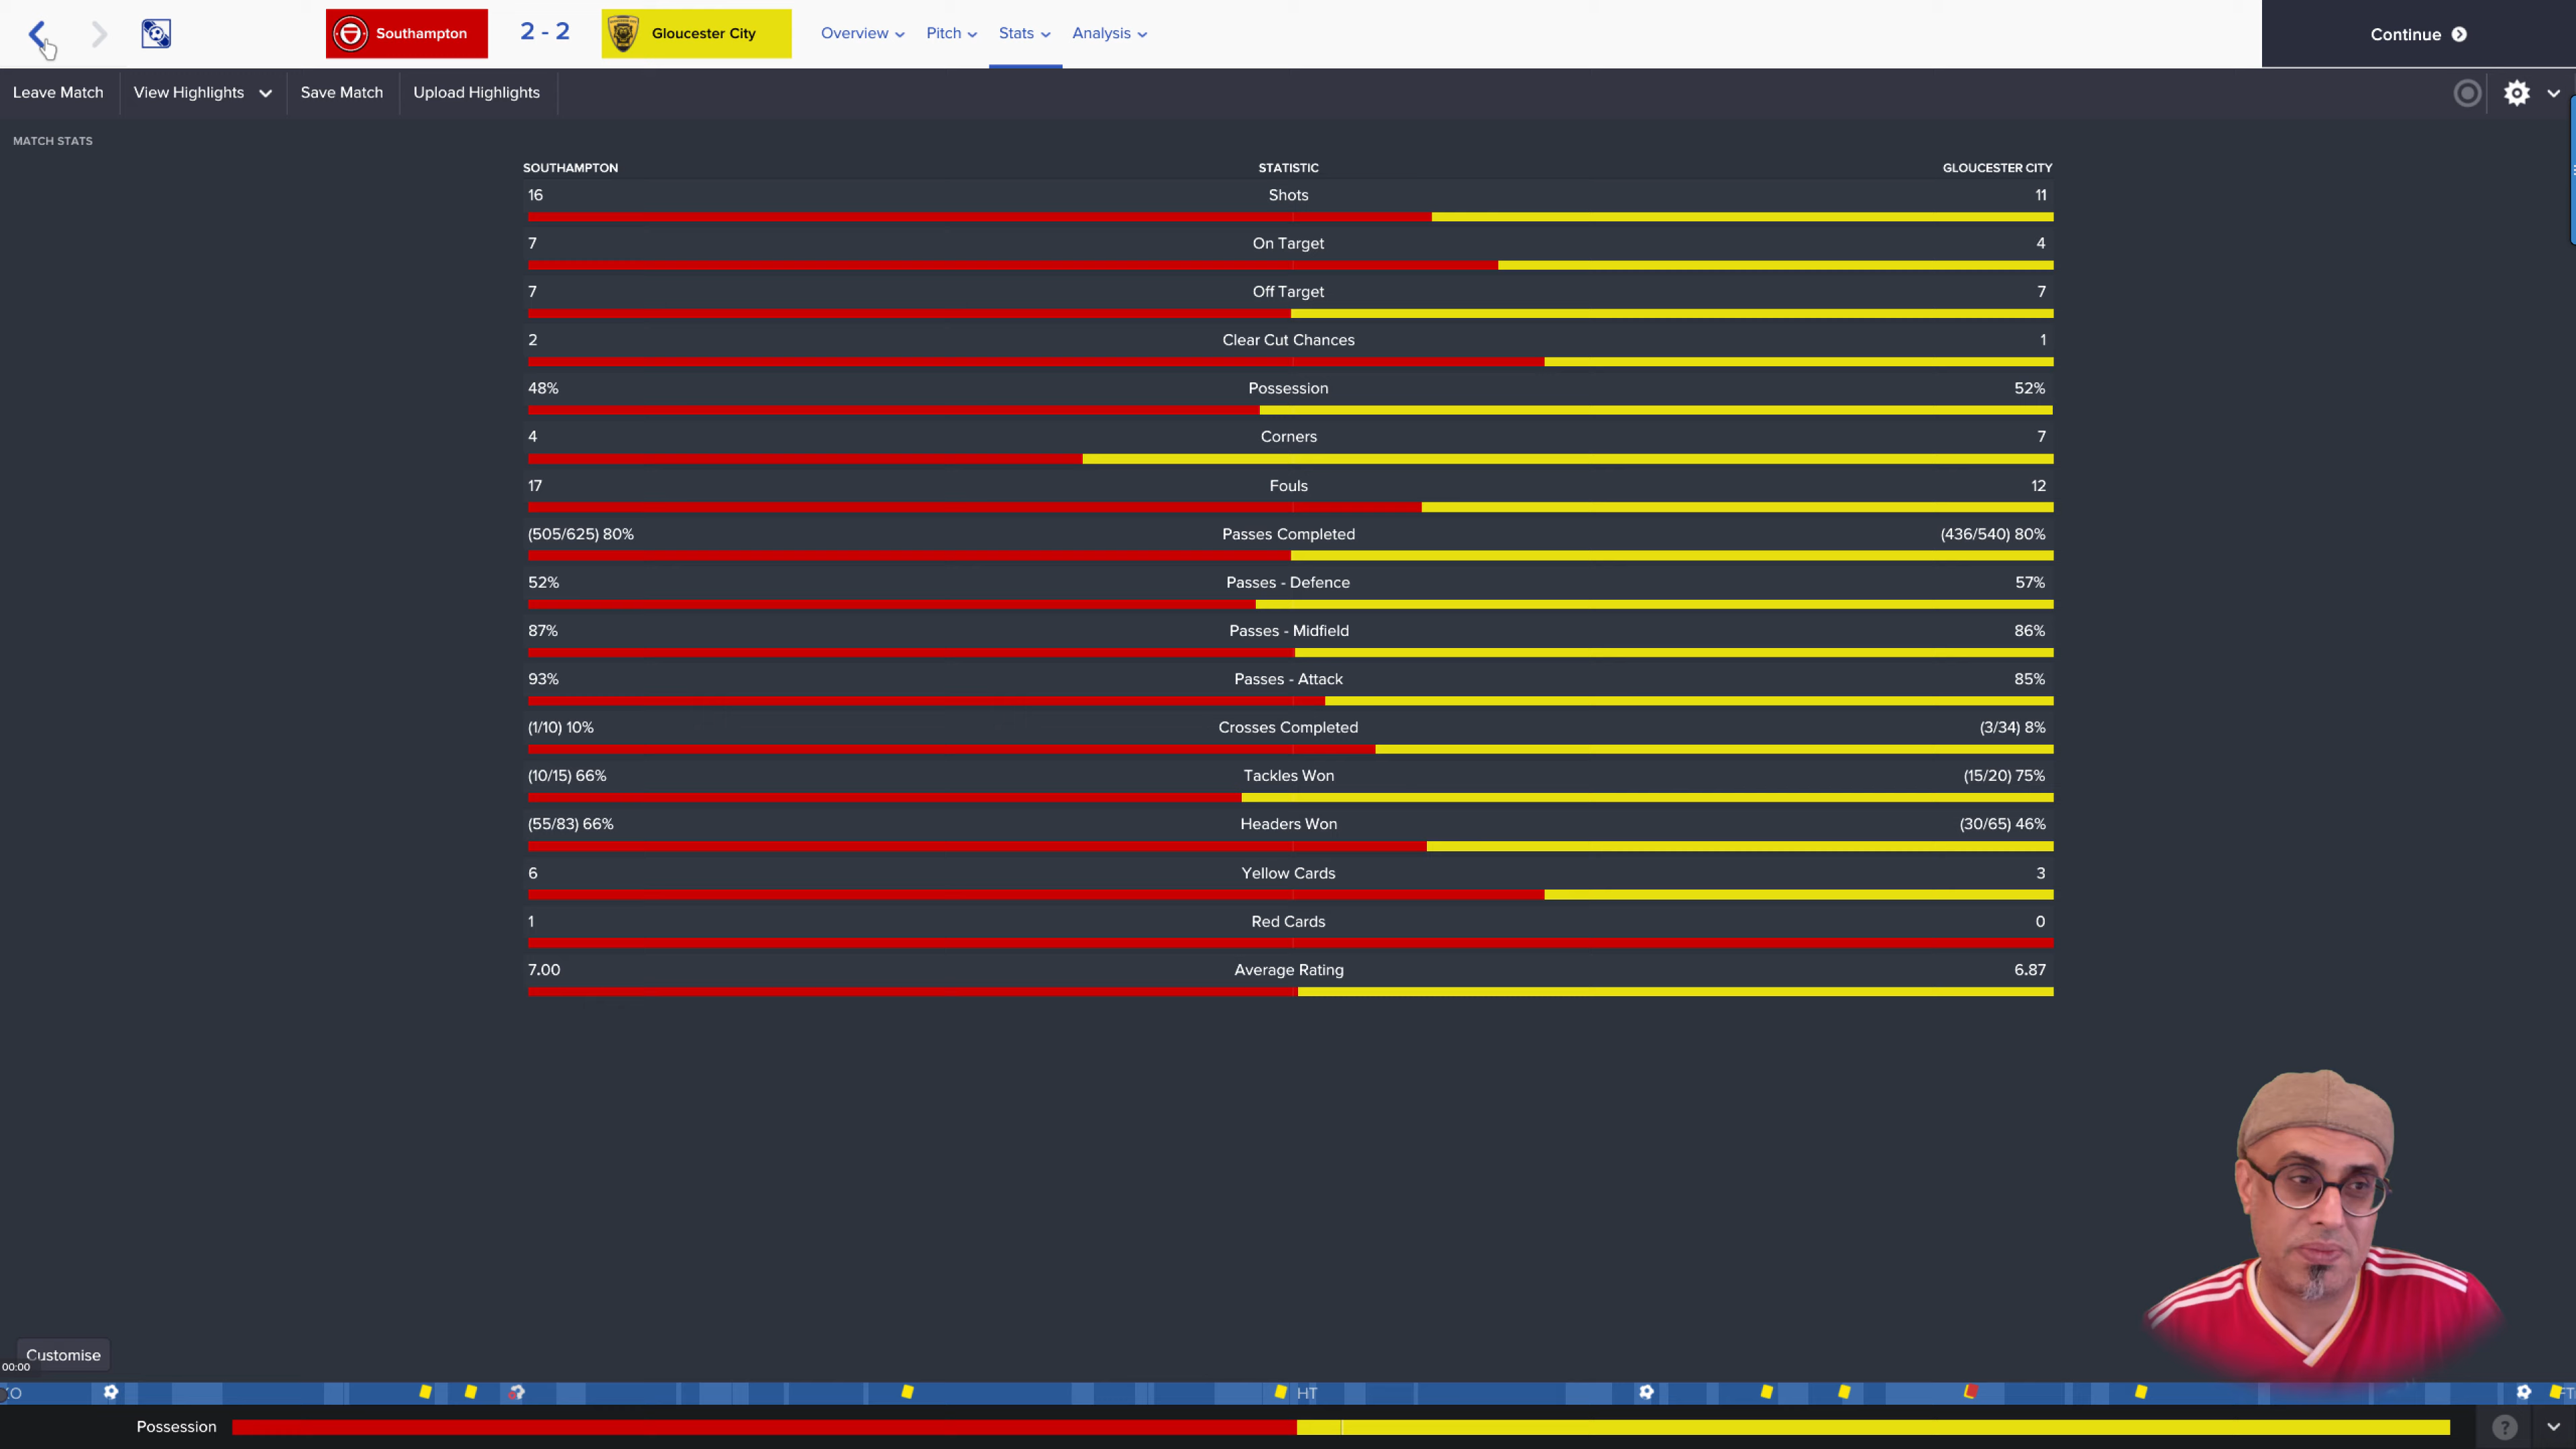 Southampton 2 - 2 Gloucester City Overview Pitch Stats Analysis Continue
Leave Match View Highlights Save Match Upload Highlights
MATCH STATS
SOUTHAMPTON STATISTIC GLOUCESTER CITY
16 Shots 11
7 On Target 4
7 Off Target 7
2 Clear Cut Chances 1
48% Possession 52%
4 Corners 7
17 Fouls 12
(505/625) 80% Passes Completed (436/540) 80%
52% Passes - Defence 57%
87% Passes - Midfield 86%
93% Passes - Attack 85%
(1/10) 10% Crosses Completed (3/34) 8%
(10/15) 66% Tackles Won (15/20) 75%
(55/83) 66% Headers Won (30/65) 46%
6 Yellow Cards 3
1 Red Cards 0
7.00 Average Rating 6.87
Customise
00:00
HT
Possession ?